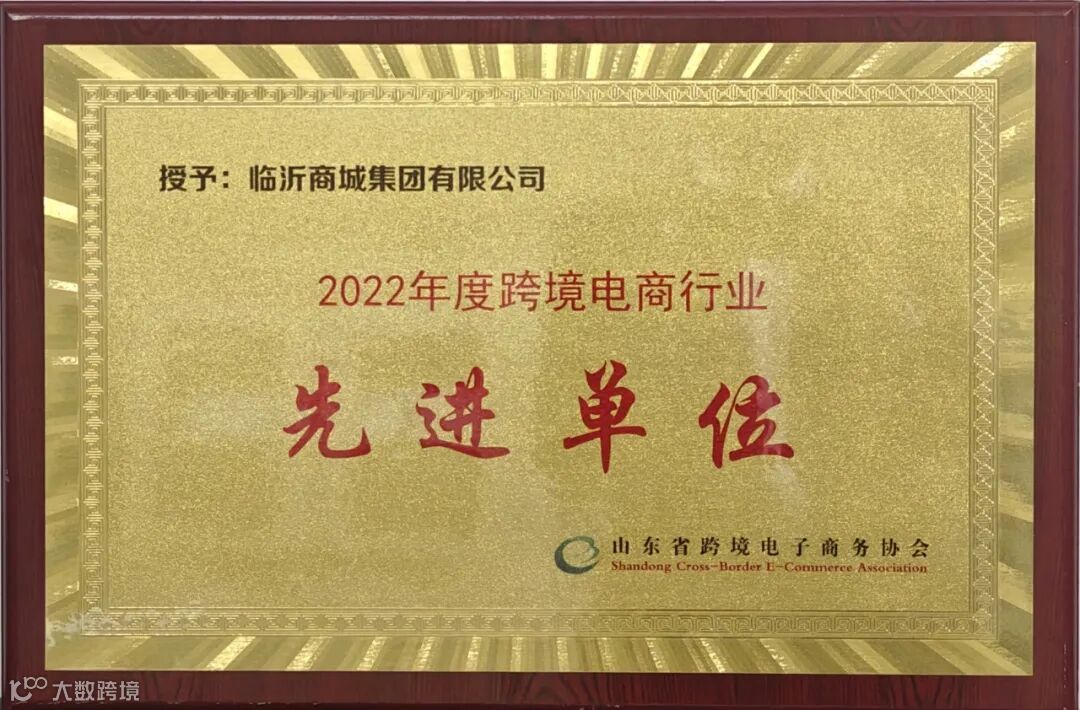 授予：临沂商城集团有限公司
2022年度跨境电商行业
先进单位
山东省跨境电子商务协会
Shandong Cross-Border E-Commerce Association
大数跨境